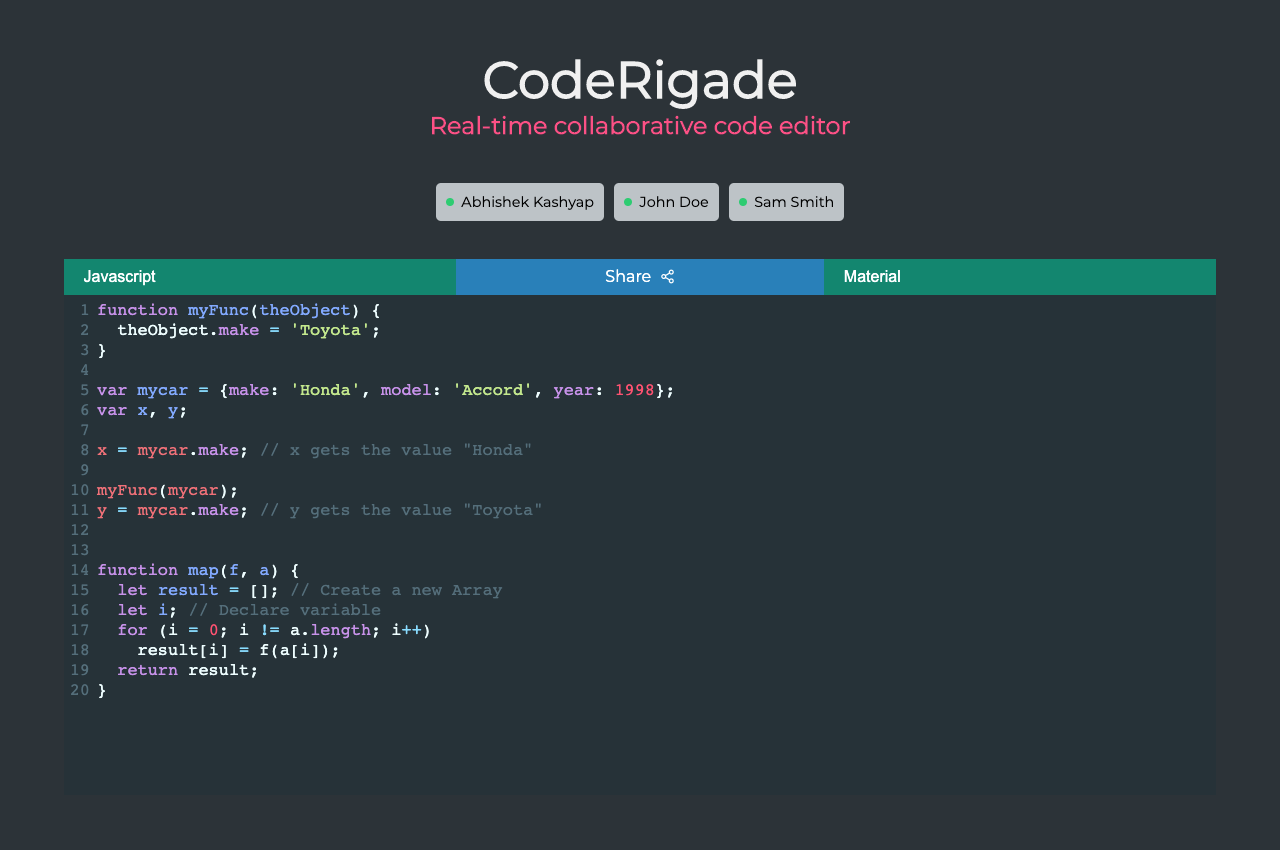 CodeRigade
Real-time collaborative code editor
Abhishek Kashyap John Doe Sam Smith
Javascript Share Material
1 function myFunc(theObject) {
2   theObject.make = 'Toyota';
3 }
4
5 var mycar = {make: 'Honda', model: 'Accord', year: 1998};
6 var x, y;
7
8 x = mycar.make; // x gets the value "Honda"
9
10 myFunc(mycar);
11 y = mycar.make; // y gets the value "Toyota"
12
13
14 function map(f, a) {
15   let result = []; // Create a new Array
16   let i; // Declare variable
17   for (i = 0; i != a.length; i++)
18     result[i] = f(a[i]);
19   return result;
20 }